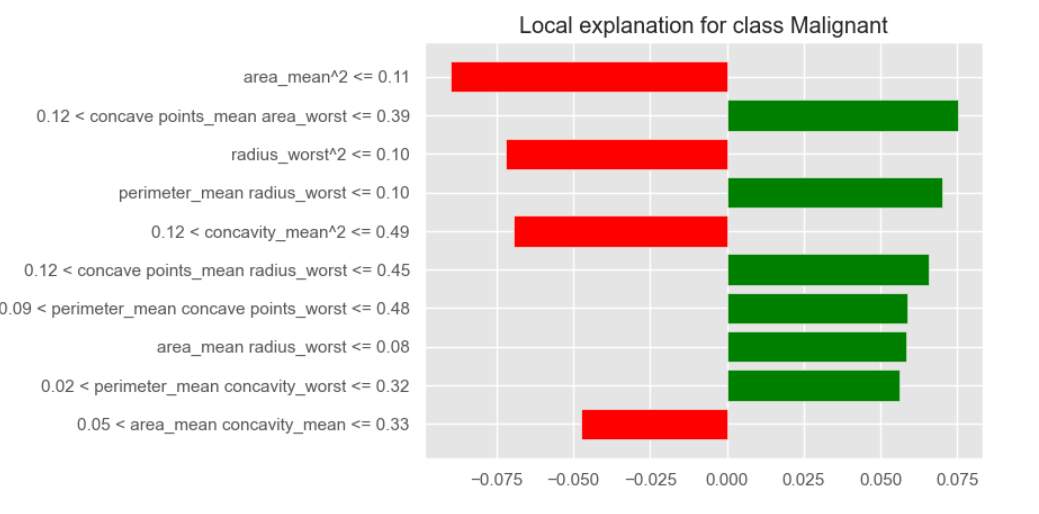 Local explanation for class Malignant
area_mean^2 <= 0.11
0.12 < concave points_mean area_worst <= 0.39
radius_worst^2 <= 0.10
perimeter_mean radius_worst <= 0.10
0.12 < concavity_mean^2 <= 0.49
0.12 < concave points_mean radius_worst <= 0.45
0.09 < perimeter_mean concave points_worst <= 0.48
area_mean radius_worst <= 0.08
0.02 < perimeter_mean concavity_worst <= 0.32
0.05 < area_mean concavity_mean <= 0.33
−0.075 −0.050 −0.025 0.000 0.025 0.050 0.075